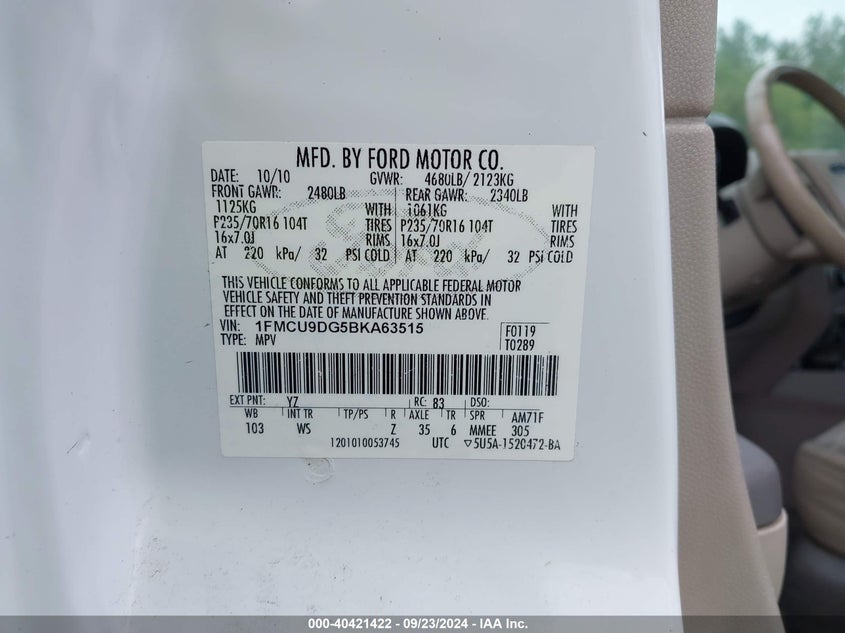 MFD. BY FORD MOTOR CO.
DATE: 10/10 GVWR: 4680LB/ 2123KG
FRONT GAWR: 2480LB REAR GAWR: 2340LB
1125KG WITH 1061KG WITH
P235/70R16 104T TIRES P235/70R16 104T TIRES
16x7.0J RIMS 16x7.0J RIMS
AT 220 kPa/ 32 PSI COLD AT 220 kPa/ 32 PSI COLD
THIS VEHICLE CONFORMS TO ALL APPLICABLE FEDERAL MOTOR
VEHICLE SAFETY AND THEFT PREVENTION STANDARDS IN
EFFECT ON THE DATE OF MANUFACTURE SHOWN ABOVE.
VIN: 1FMCU9DG5BKA63515 F0119
TYPE: MPV T0289
EXT PNT: YZ RC: 83 DSO:
WB INT TR TP/PS R AXLE TR SPR AM71F
103 WS Z 35 6 MMEE 305
1201010053745 UTC ▽5U5A-1520472-BA
000-40421422 - 09/23/2024 - IAA Inc.